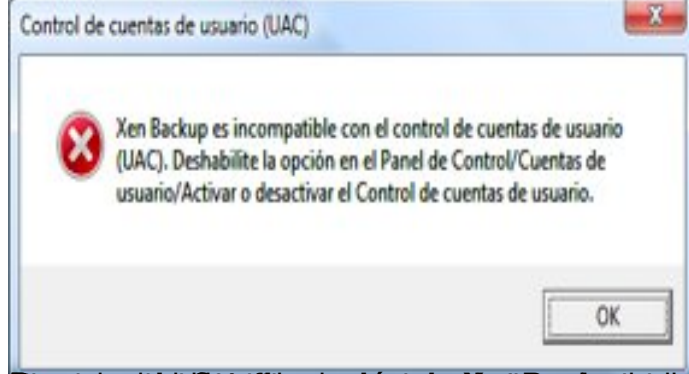 Control de cuentas de usuario (UAC)
Xen Backup es incompatible con el control de cuentas de usuario
(UAC). Deshabilite la opción en el Panel de Control/Cuentas de
usuario/Activar o desactivar el Control de cuentas de usuario.
OK